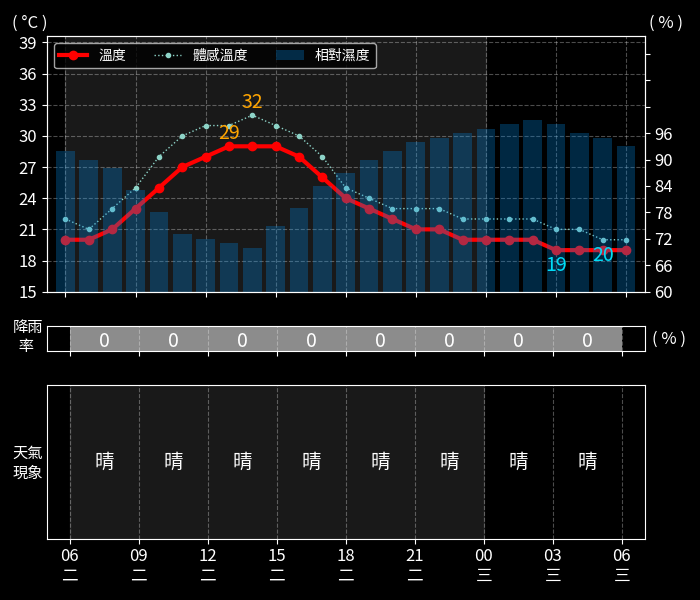 ( °C )
( % )
溫度
體感溫度
相對濕度
39
36
33
30
27
24
21
18
15
96
90
84
78
72
66
60
32
29
19
20
降雨
率
0 0 0 0 0 0 0 0
( % )
天氣
現象
晴 晴 晴 晴 晴 晴 晴 晴
06 09 12 15 18 21 00 03 06
二 二 二 二 二 二 三 三 三